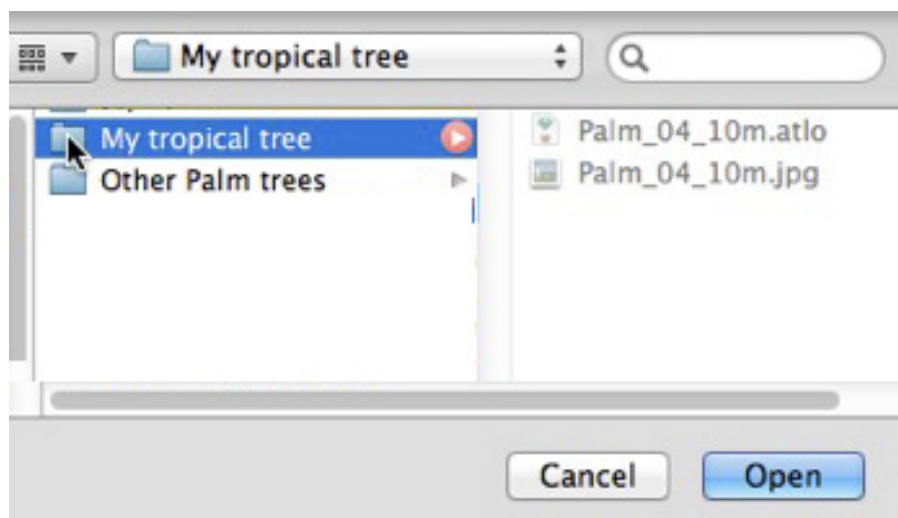 My tropical tree
My tropical tree
Other Palm trees
Palm_04_10m.atlo
Palm_04_10m.jpg
Cancel
Open